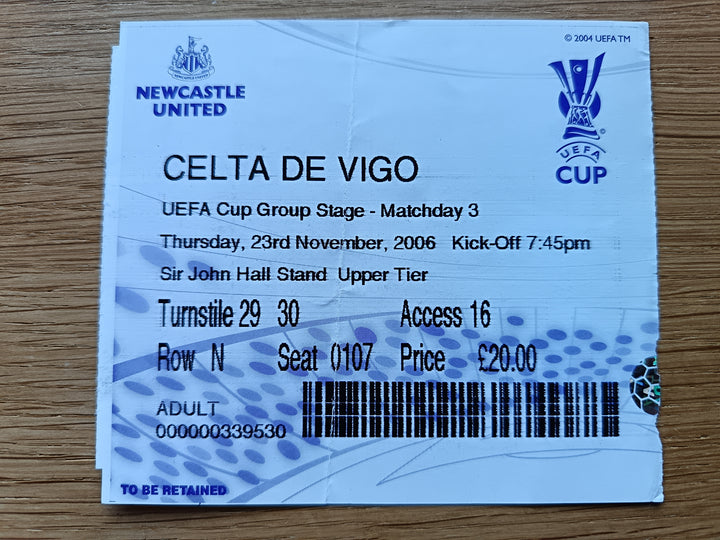 © 2004 UEFA TM
NEWCASTLE
UNITED
UEFA
CUP
CELTA DE VIGO
UEFA Cup Group Stage - Matchday 3
Thursday, 23rd November, 2006 Kick-Off 7:45pm
Sir John Hall Stand Upper Tier
Turnstile 29 30 Access 16
Row N Seat 0107 Price £20.00
ADULT
000000339530
TO BE RETAINED